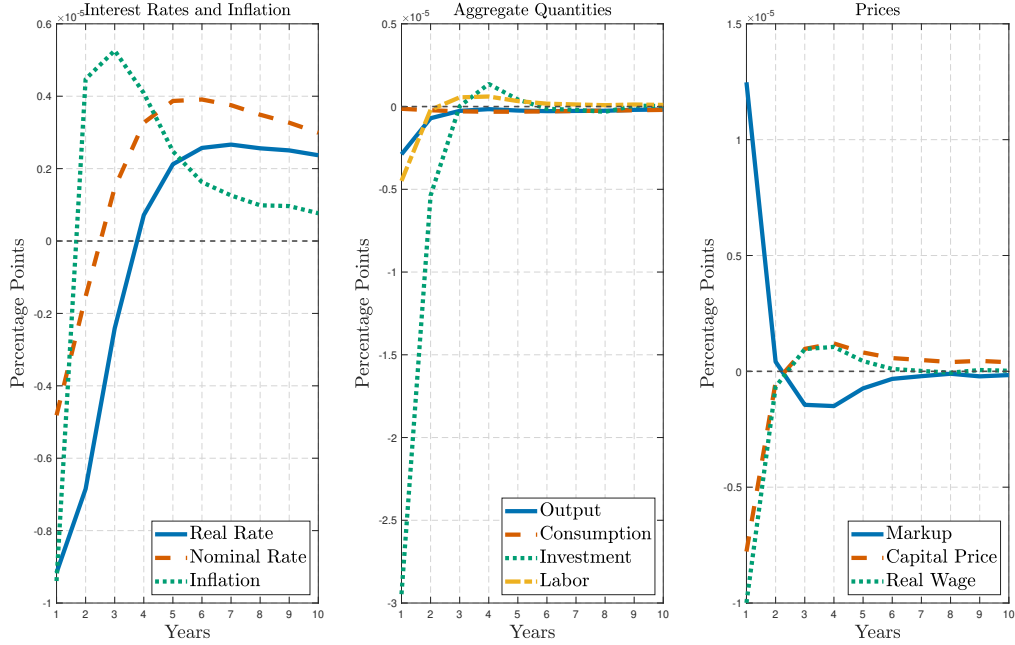 Interest Rates and Inflation
×10⁻⁵
0.6
0.4
0.2
0
-0.2
-0.4
-0.6
-0.8
-1
Percentage Points
1 2 3 4 5 6 7 8 9 10
Years
Real Rate
Nominal Rate
Inflation
Aggregate Quantities
×10⁻⁵
0.5
0
-0.5
-1
-1.5
-2
-2.5
-3
Percentage Points
1 2 3 4 5 6 7 8 9 10
Years
Output
Consumption
Investment
Labor
Prices
×10⁻⁵
1.5
1
0.5
0
-0.5
-1
Percentage Points
1 2 3 4 5 6 7 8 9 10
Years
Markup
Capital Price
Real Wage